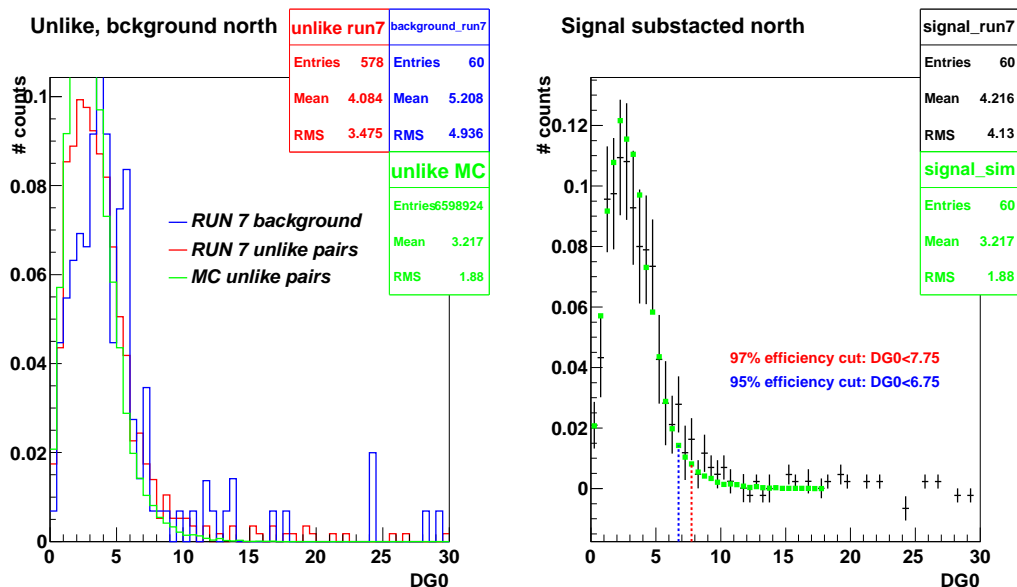 Unlike, bckground north
unlike run7
Entries 578
Mean 4.084
RMS 3.475
background_run7
Entries 60
Mean 5.208
RMS 4.936
unlike MC
Entries 6598924
Mean 3.217
RMS 1.88
# counts
0.1
0.08
0.06
0.04
0.02
0
RUN 7 background
RUN 7 unlike pairs
MC unlike pairs
0 5 10 15 20 25 30
DG0
Signal substacted north
signal_run7
Entries 60
Mean 4.216
RMS 4.13
signal_sim
Entries 60
Mean 3.217
RMS 1.88
# counts
0.12
0.1
0.08
0.06
0.04
0.02
0
97% efficiency cut: DG0<7.75
95% efficiency cut: DG0<6.75
0 5 10 15 20 25 30
DG0